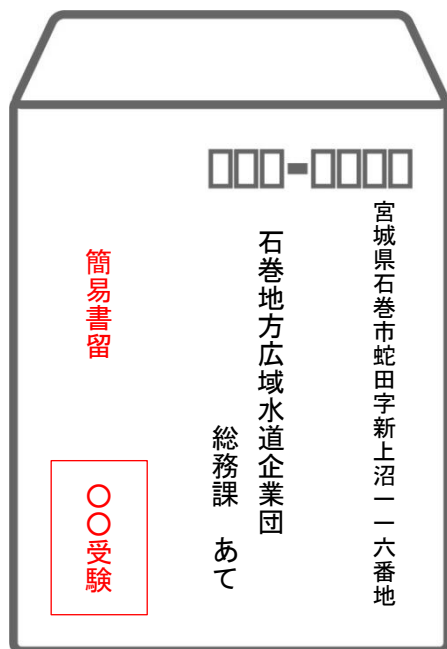 宮城県石巻市蛇田字新上沼一一六番地
石巻地方広域水道企業団
総務課　あて
簡易書留
〇〇受験